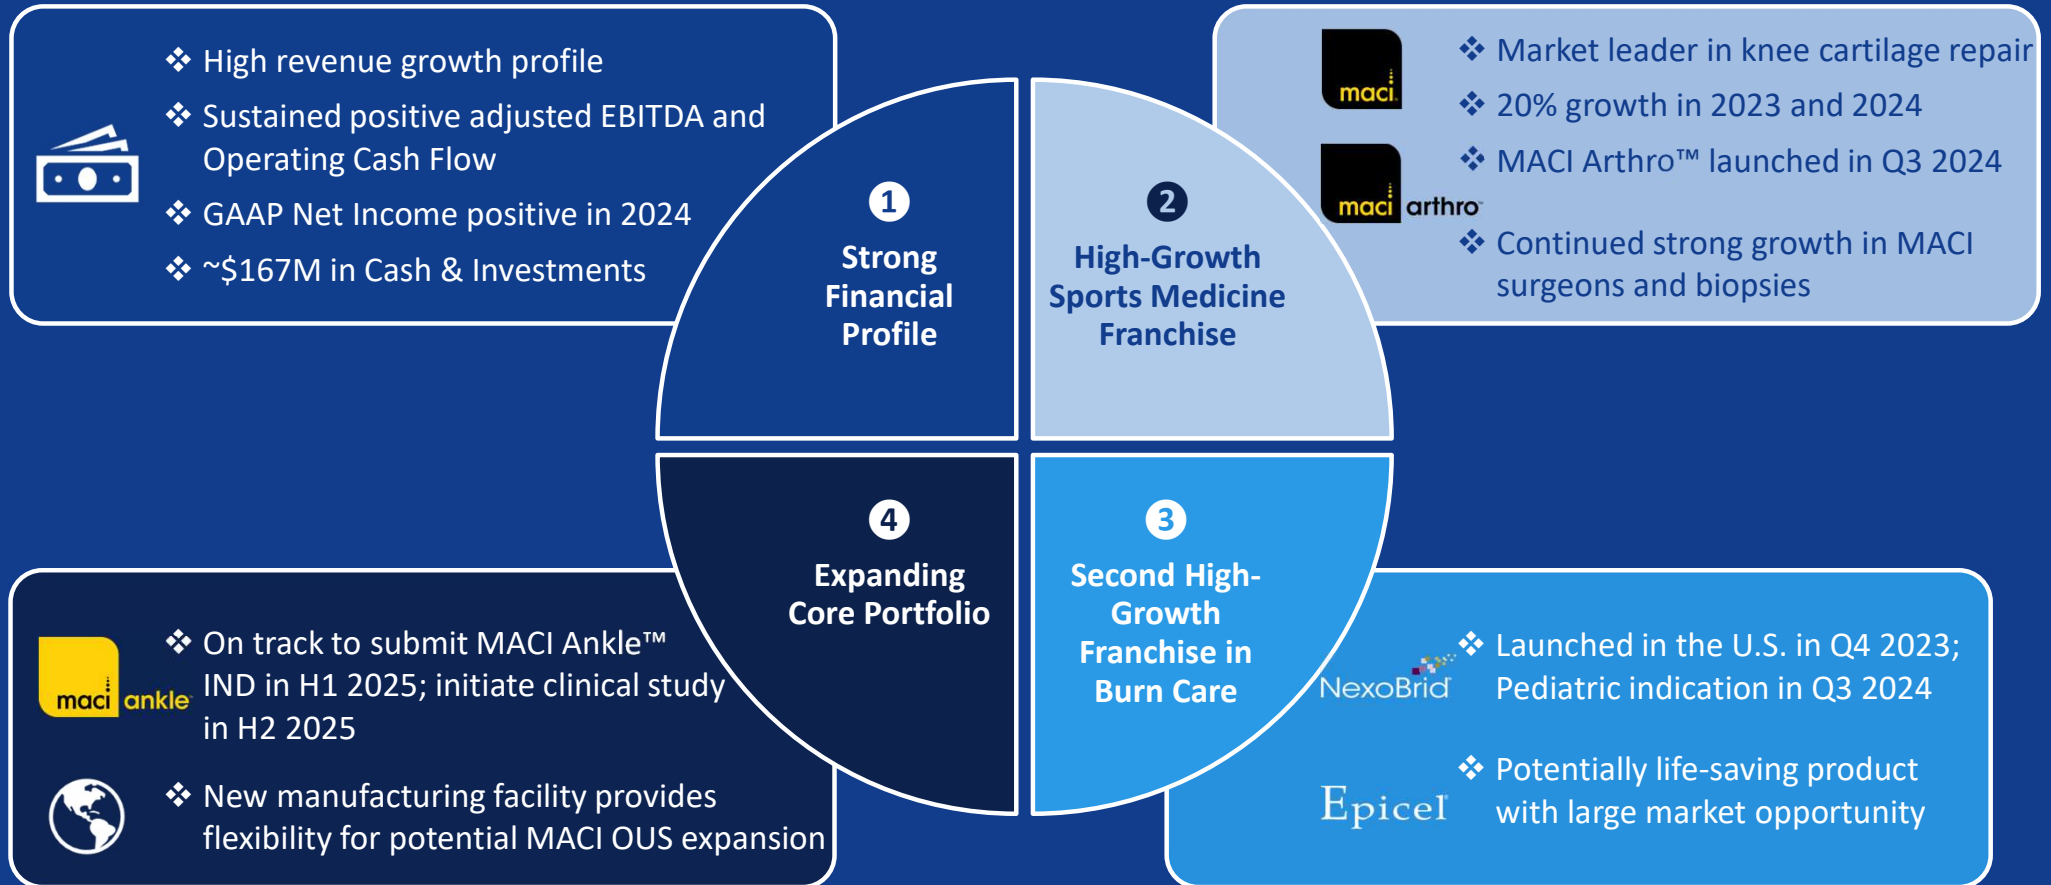 ❖ High revenue growth profile
❖ Sustained positive adjusted EBITDA and
Operating Cash Flow
❖ GAAP Net Income positive in 2024
❖ ~$167M in Cash & Investments
1
Strong
Financial
Profile
2
High-Growth
Sports Medicine
Franchise
maci
maci arthro™
❖ Market leader in knee cartilage repair
❖ 20% growth in 2023 and 2024
❖ MACI Arthro™ launched in Q3 2024
❖ Continued strong growth in MACI
surgeons and biopsies
4
Expanding
Core Portfolio
3
Second High-
Growth
Franchise in
Burn Care
maci ankle
❖ On track to submit MACI Ankle™
IND in H1 2025; initiate clinical study
in H2 2025
❖ New manufacturing facility provides
flexibility for potential MACI OUS expansion
NexoBrid
❖ Launched in the U.S. in Q4 2023;
Pediatric indication in Q3 2024
Epicel
❖ Potentially life-saving product
with large market opportunity